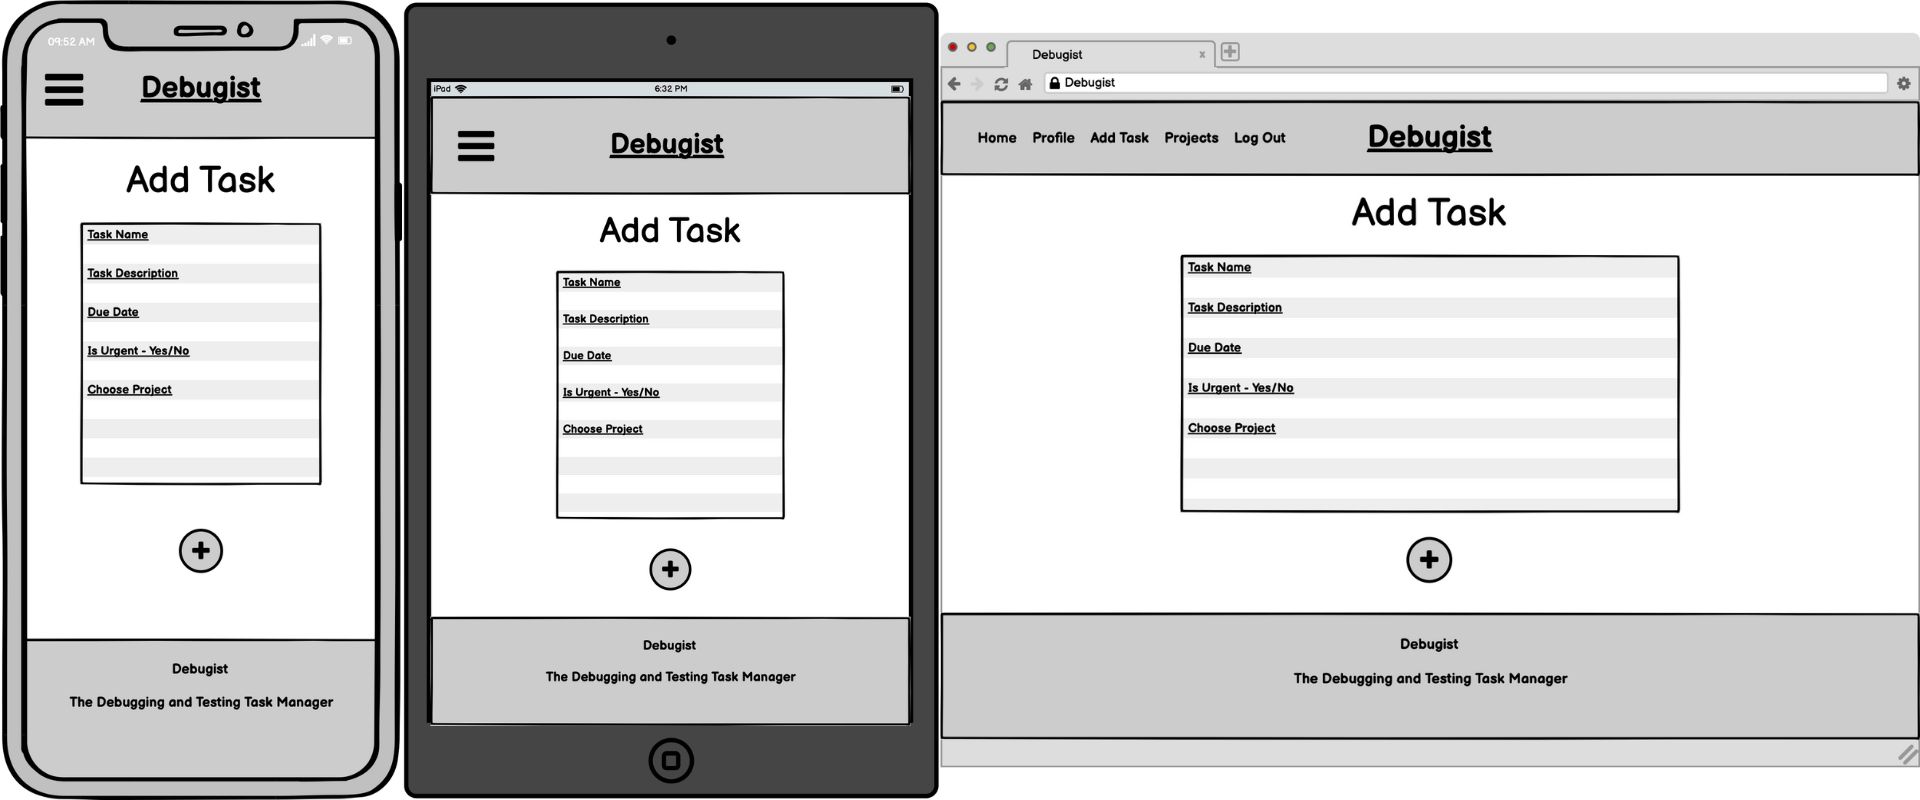 09:52 AM
Debugist
Add Task
Task Name
Task Description
Due Date
Is Urgent - Yes/No
Choose Project
Debugist
The Debugging and Testing Task Manager
iPad
6:32 PM
Debugist
Add Task
Task Name
Task Description
Due Date
Is Urgent - Yes/No
Choose Project
Debugist
The Debugging and Testing Task Manager
Debugist x
Debugist
Home Profile Add Task Projects Log Out Debugist
Add Task
Task Name
Task Description
Due Date
Is Urgent - Yes/No
Choose Project
Debugist
The Debugging and Testing Task Manager